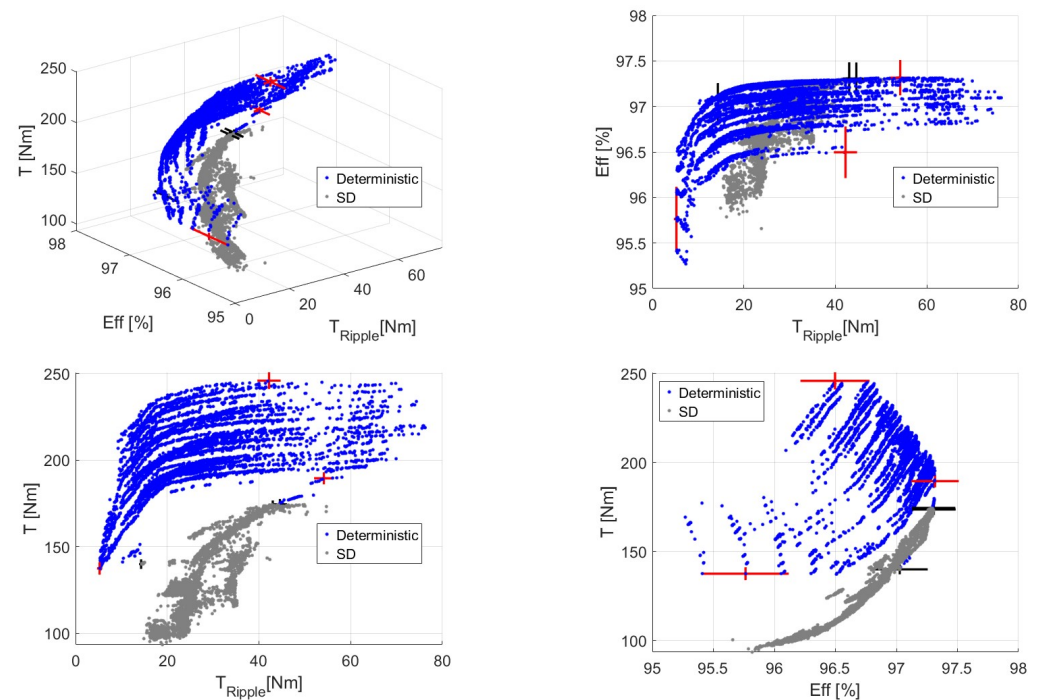 250
200
150
100
T [Nm]
98
97
96
95
Eff [%]
0
20
40
60
T_Ripple[Nm]
Deterministic
SD
98
97.5
97
96.5
96
95.5
95
Eff [%]
Deterministic
SD
0 20 40 60 80
T_Ripple[Nm]
250
200
150
100
T [Nm]
Deterministic
SD
0 20 40 60 80
T_Ripple[Nm]
250
200
150
100
T [Nm]
Deterministic
SD
95 95.5 96 96.5 97 97.5 98
Eff [%]